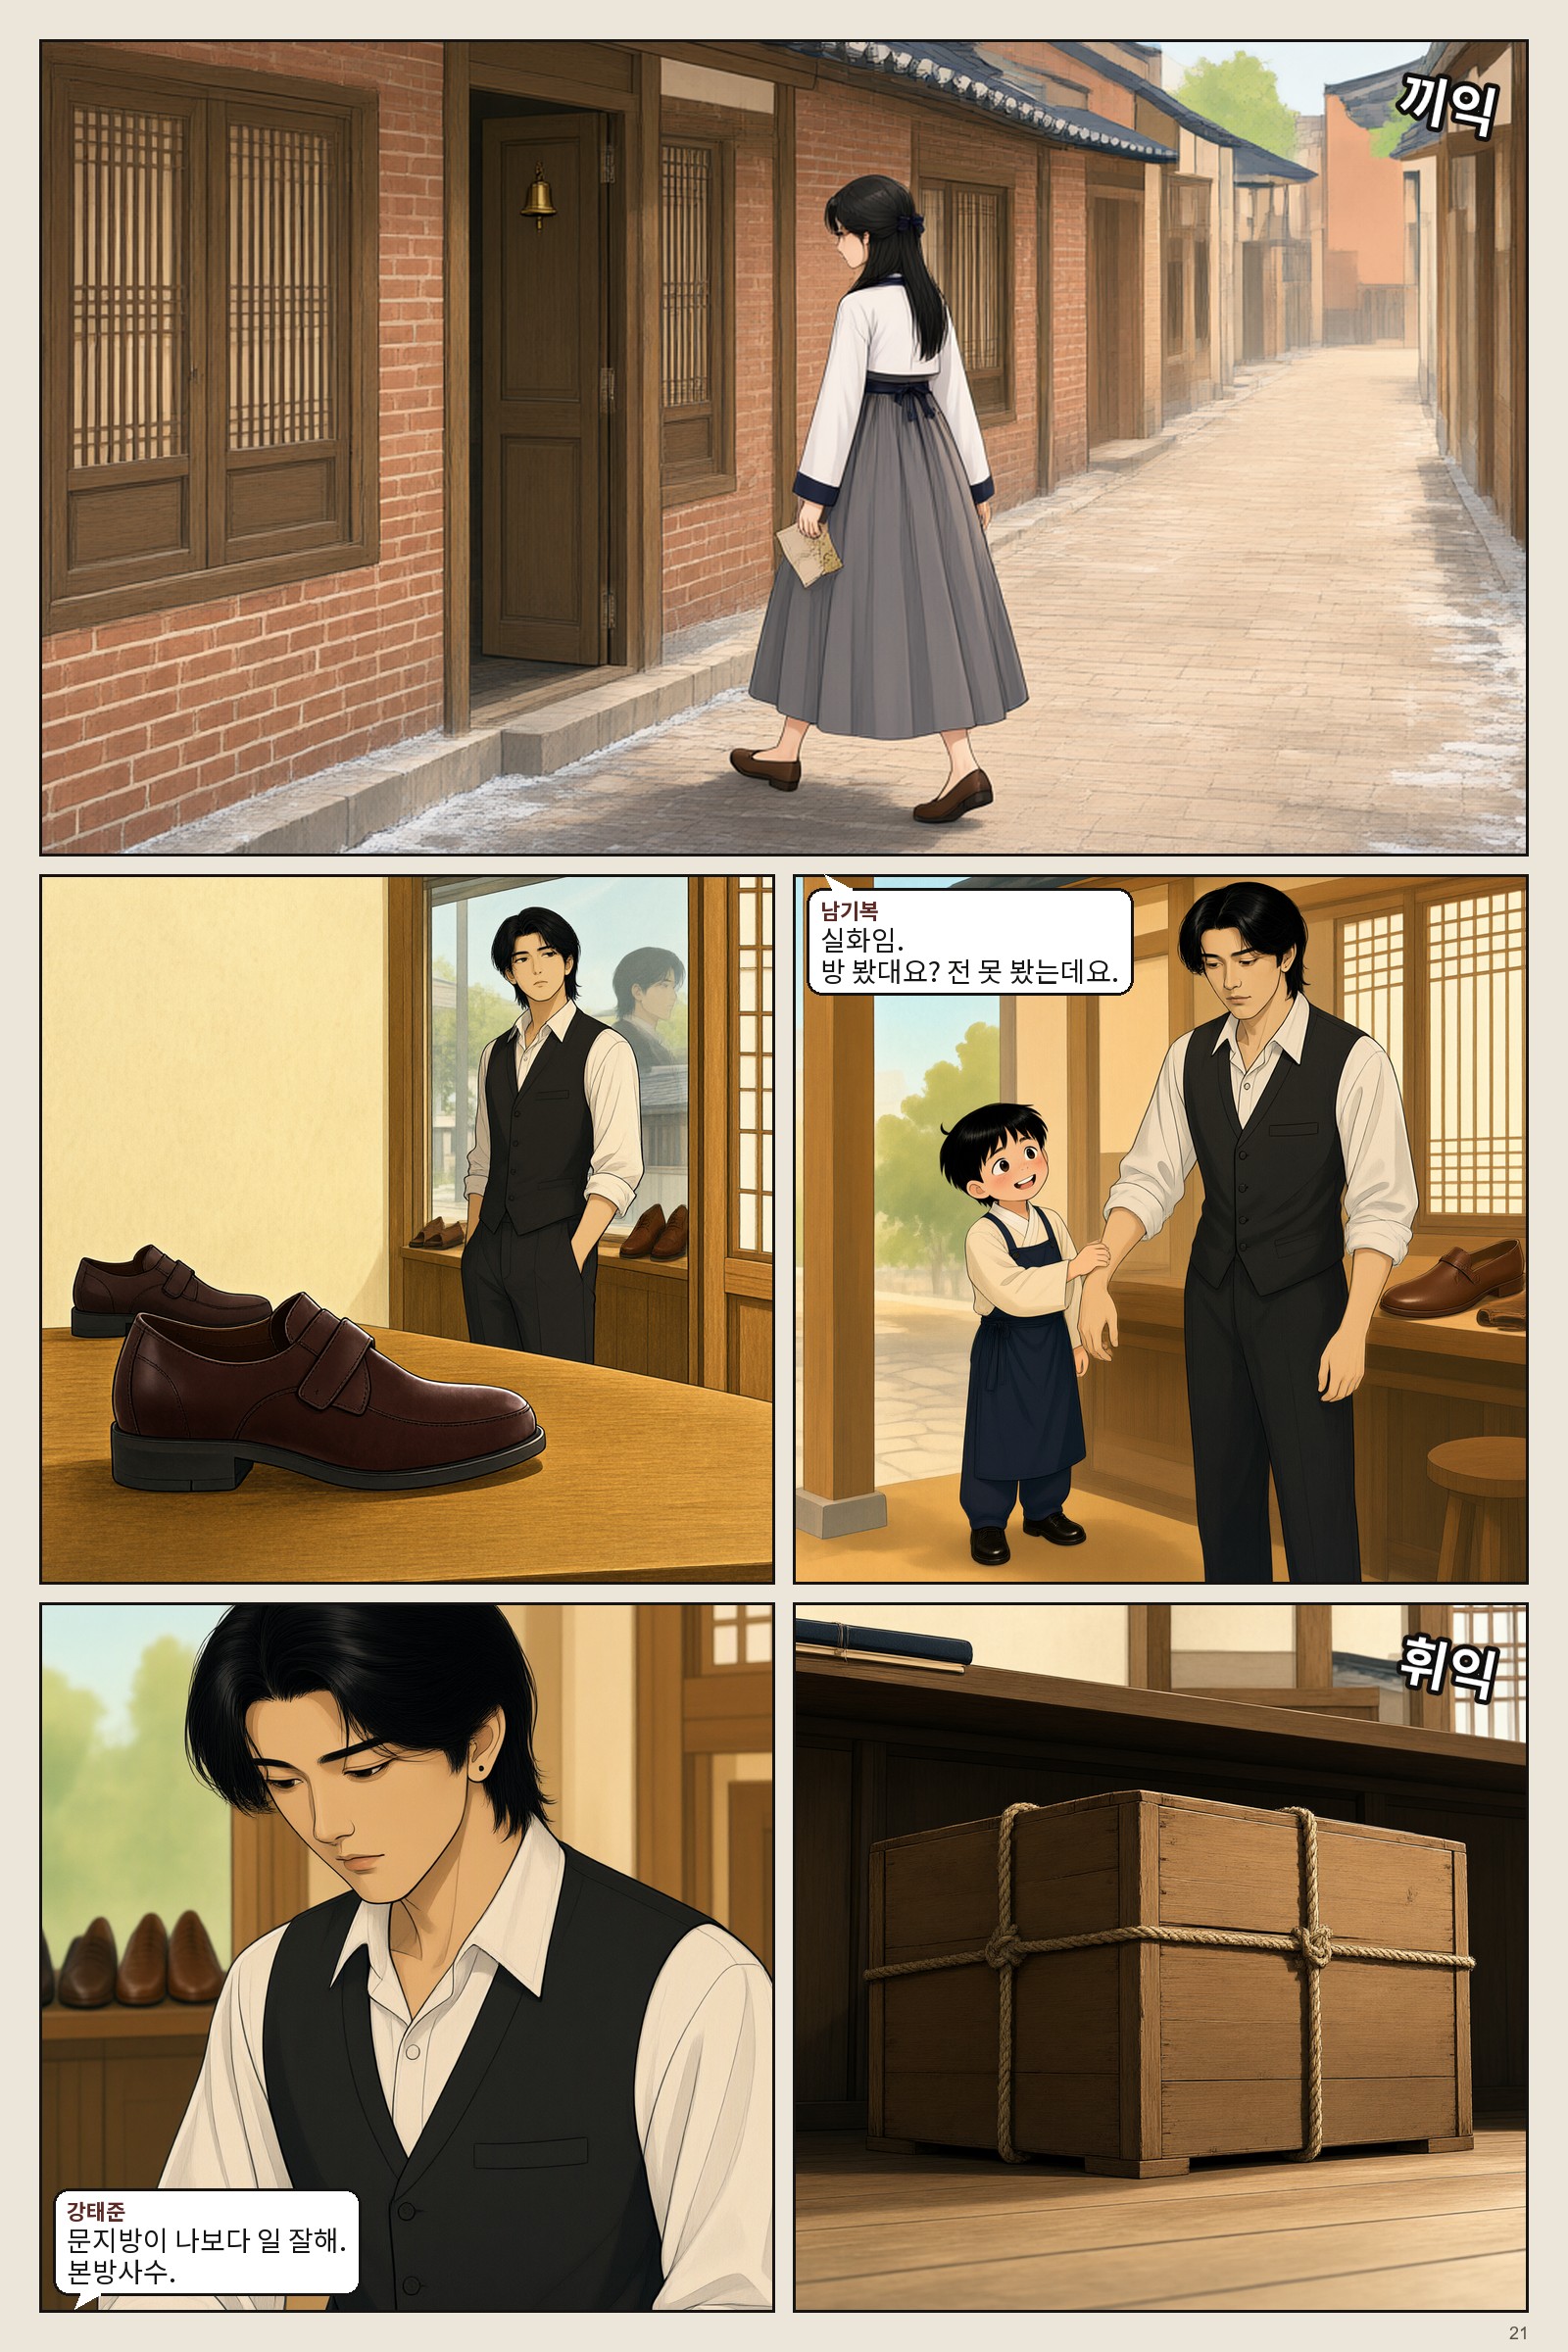 끼익
남기복
실화임.
방 봤대요? 전 못 봤는데요.
강태준
문지방이 나보다 일 잘해.
본방사수.
휘익
21